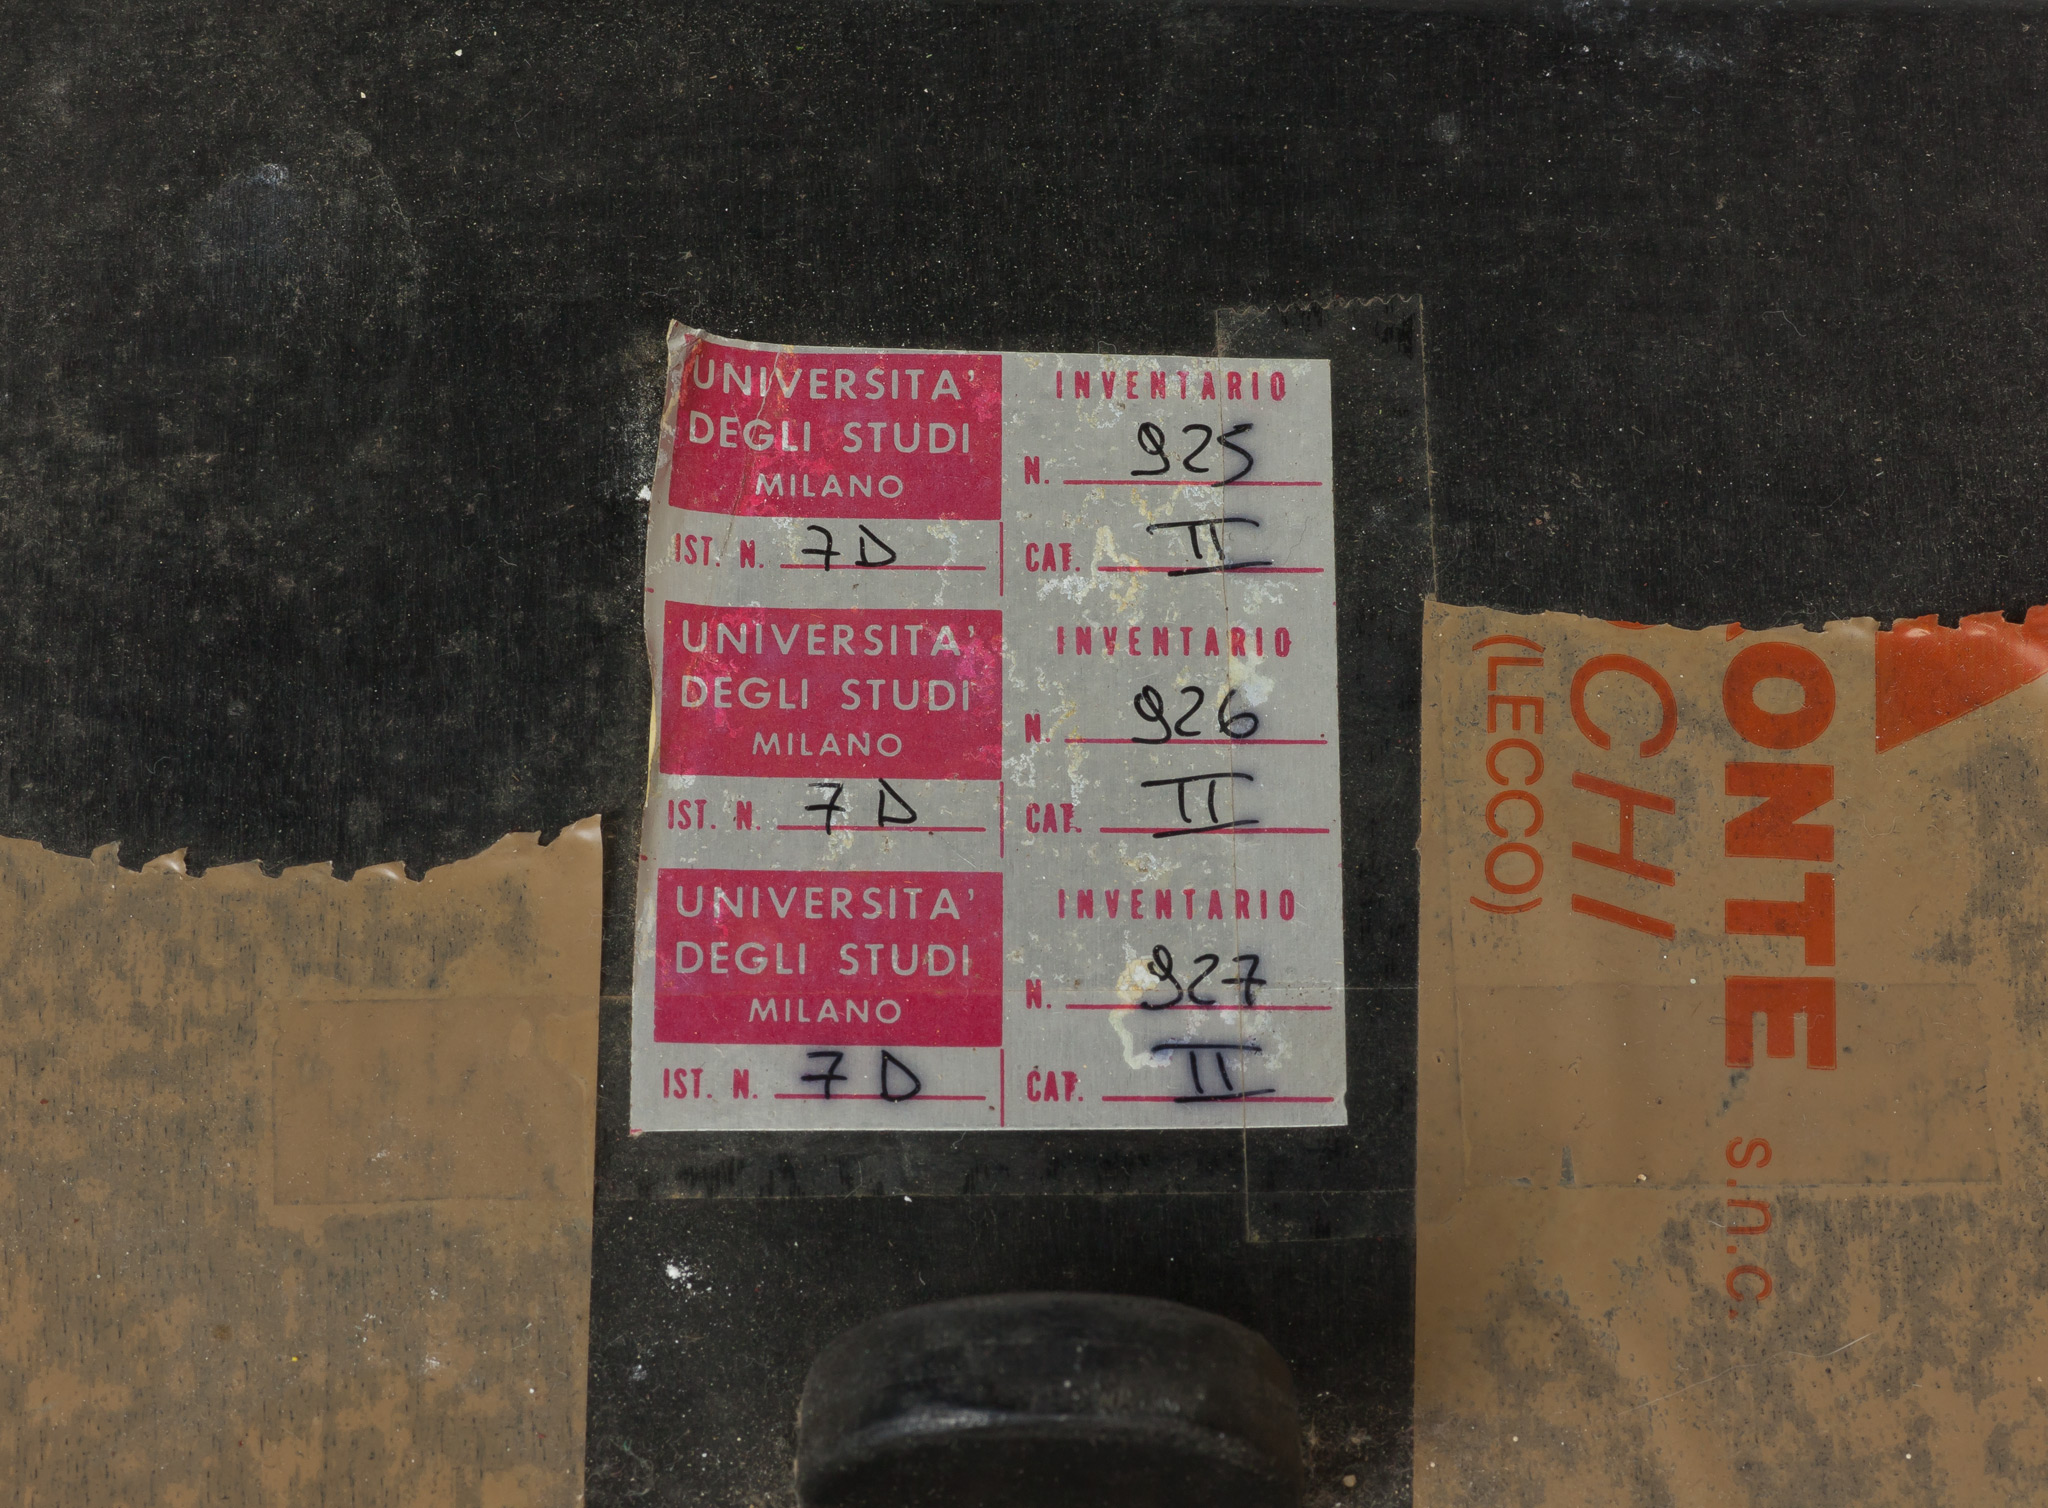 UNIVERSITA'
DEGLI STUDI
MILANO
IST. N. 7D
INVENTARIO
N. 925
CAT. II
UNIVERSITA'
DEGLI STUDI
MILANO
IST. N. 7D
INVENTARIO
N. 926
CAT. II
UNIVERSITA'
DEGLI STUDI
MILANO
IST. N. 7D
INVENTARIO
N. 927
CAT. II
ONTE s.n.c.
CHI
(LECCO)